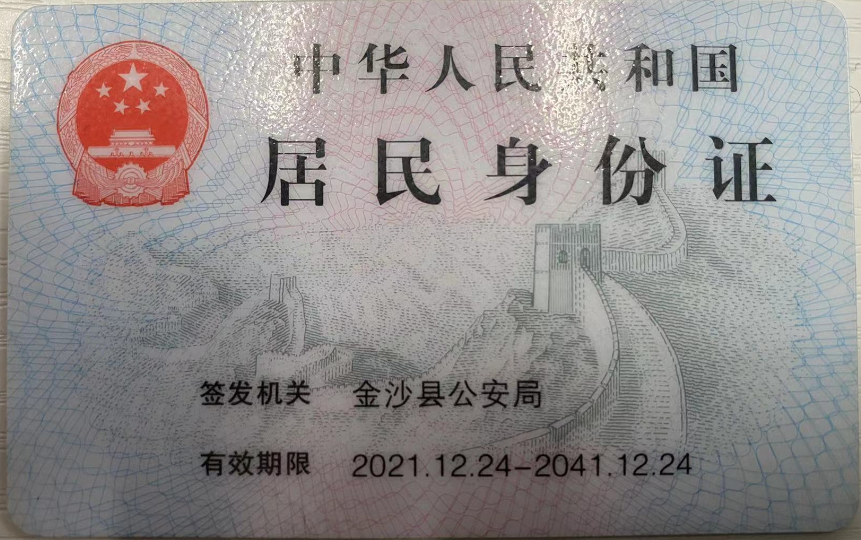 中华人民共和国
居民身份证
签发机关 金沙县公安局
有效期限 2021.12.24-2041.12.24